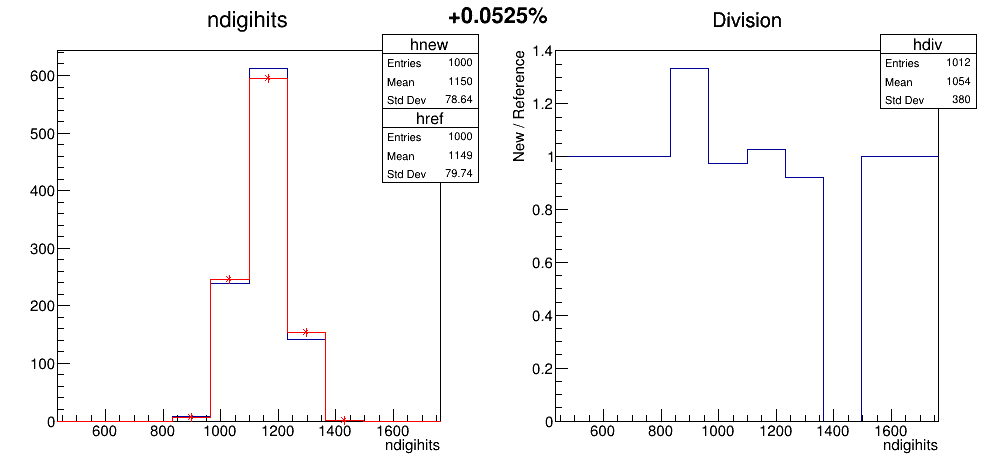 +0.0525%
ndigihits
hnew
Entries 1000
Mean 1150
Std Dev 78.64
href
Entries 1000
Mean 1149
Std Dev 79.74
600
500
400
300
200
100
0
600 800 1000 1200 1400 1600
ndigihits
Division
hdiv
Entries 1012
Mean 1054
Std Dev 380
New / Reference
1.4
1.2
1
0.8
0.6
0.4
0.2
0
600 800 1000 1200 1400 1600
ndigihits